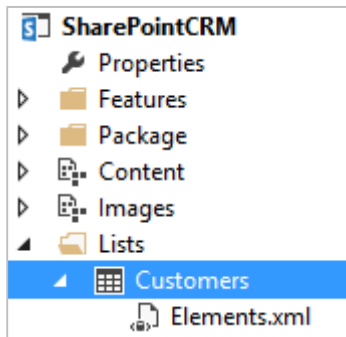 SharePointCRM
Properties
Features
Package
Content
Images
Lists
Customers
Elements.xml